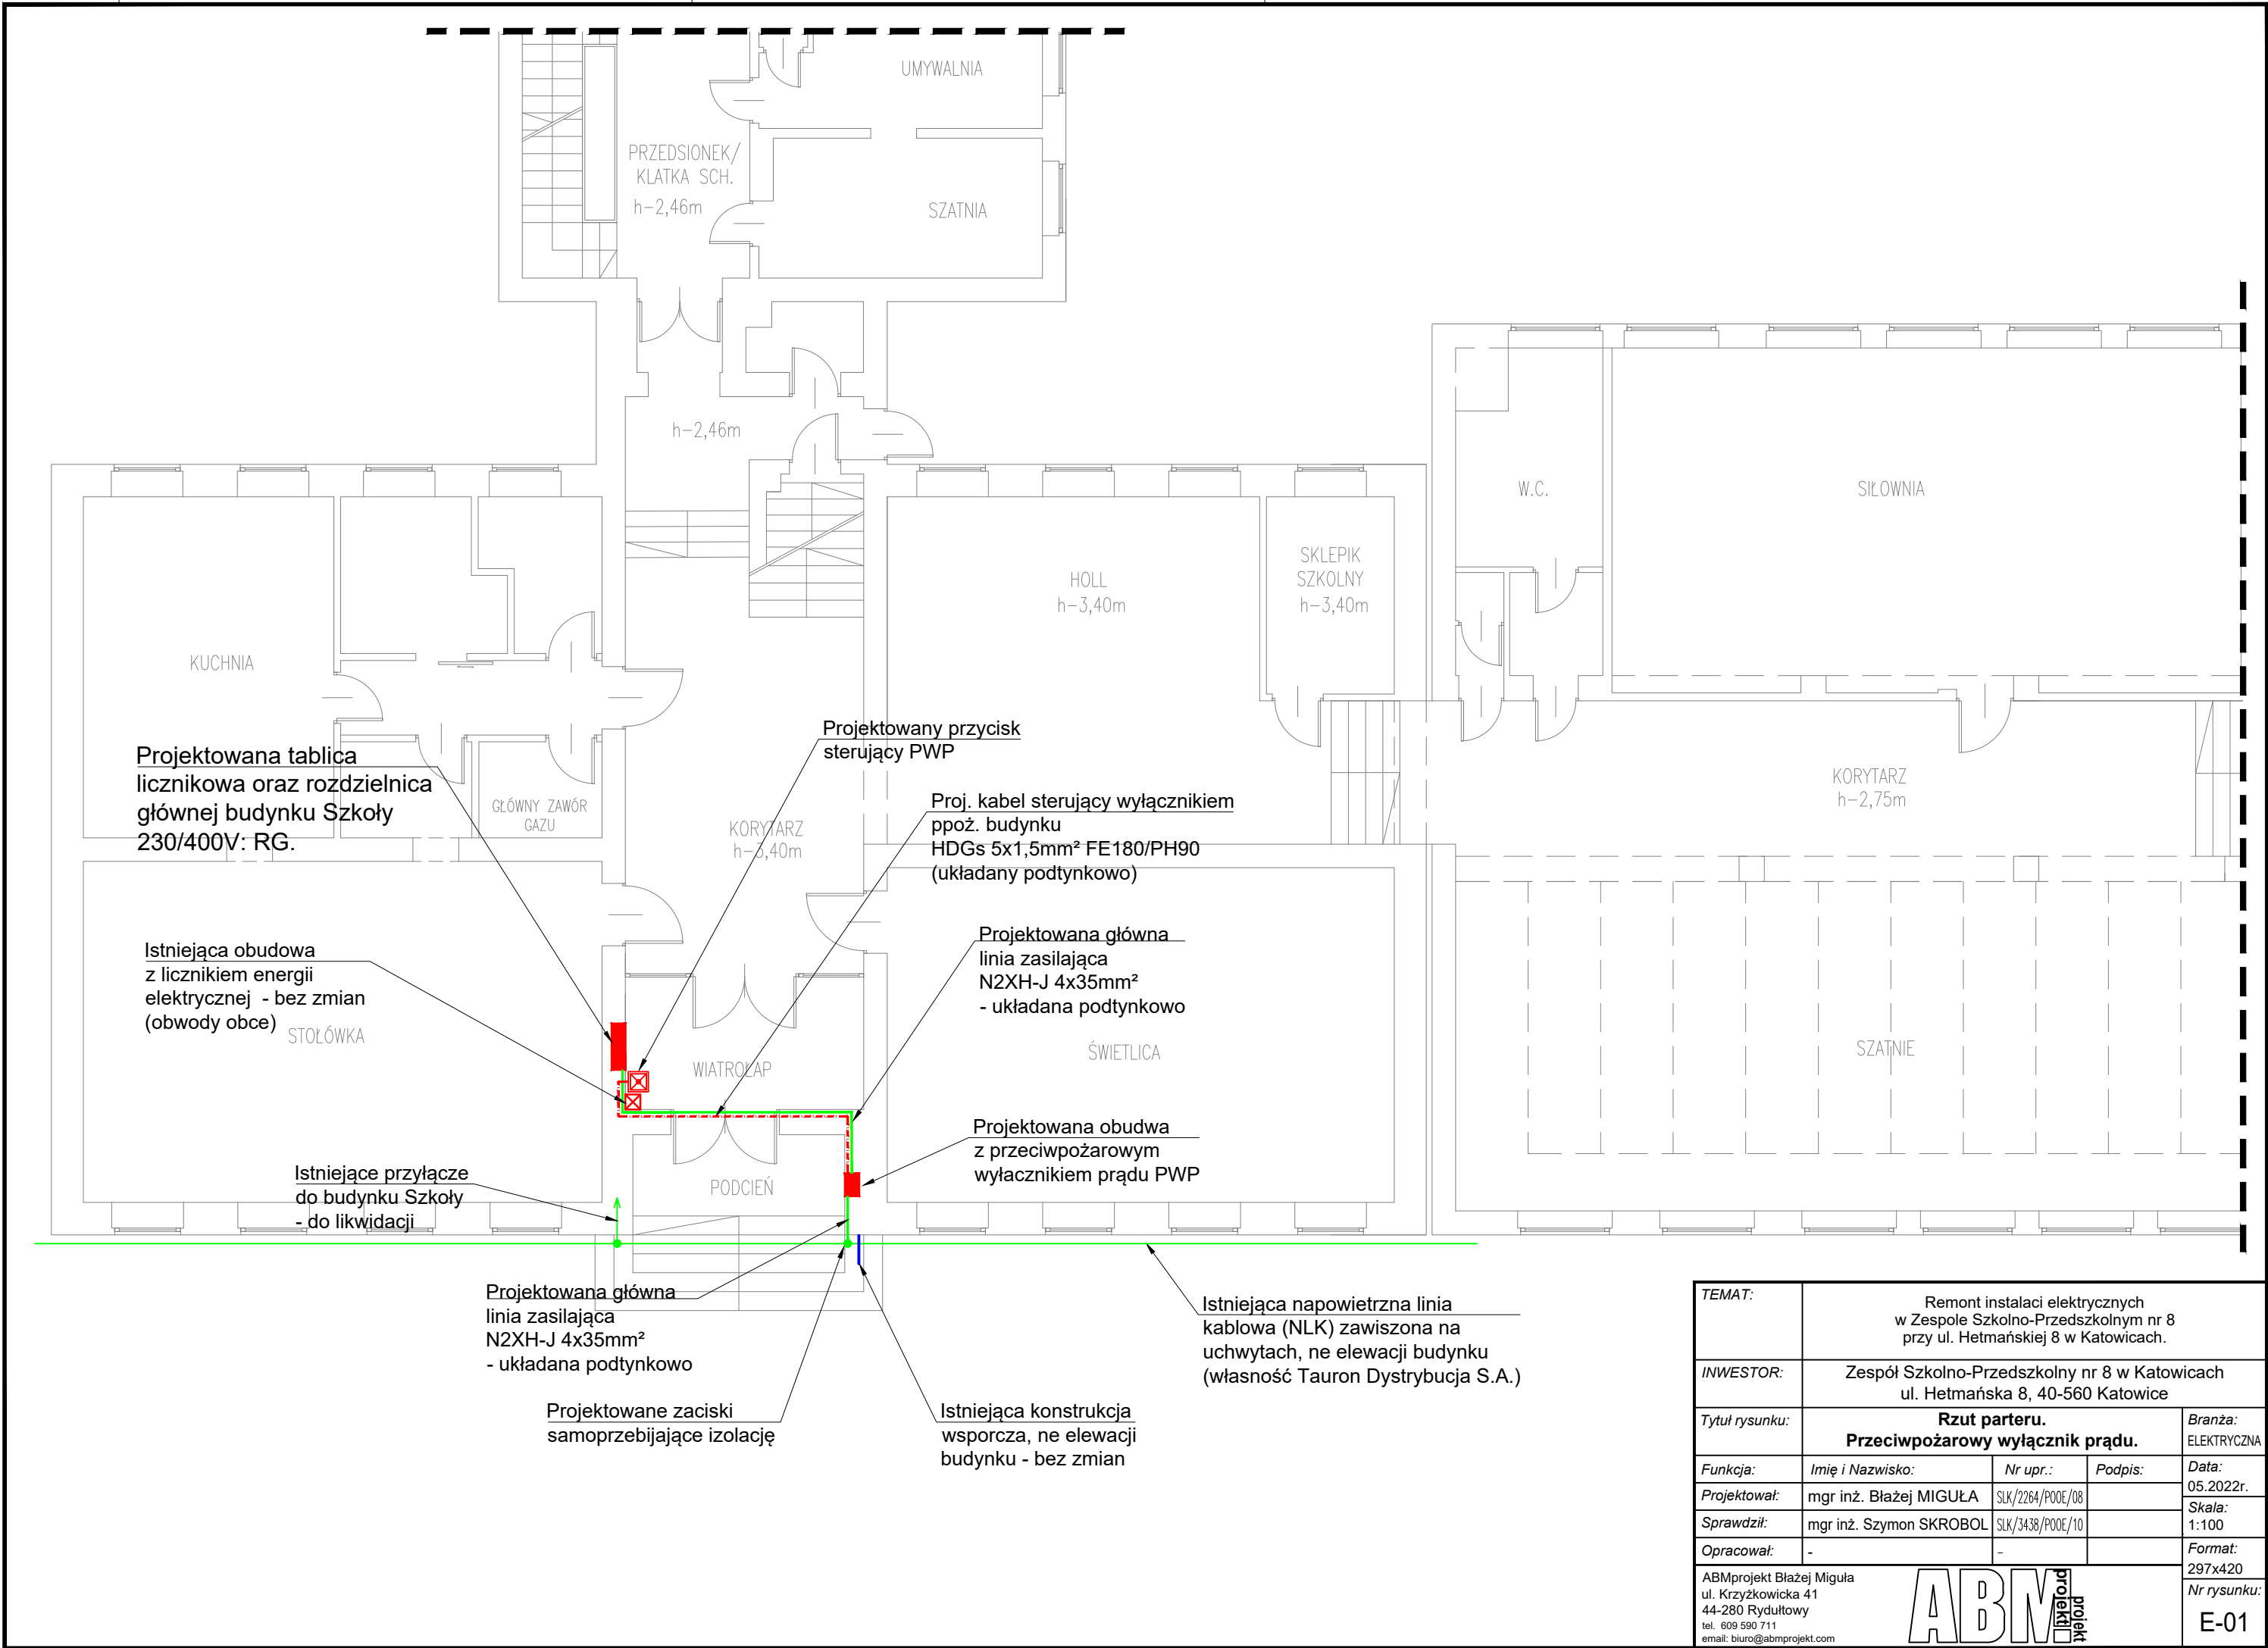 UMYWALNIA
PRZEDSIONEK/
KLATKA SCH.
h-2,46m
SZATNIA
h-2,46m
W.C.
SIŁOWNIA
SKLEPIK
SZKOLNY
h-3,40m
HOLL
h-3,40m
KUCHNIA
Projektowany przycisk
sterujący PWP
Projektowana tablica
licznikowa oraz rozdzielnica
głównej budynku Szkoły
230/400V: RG.
GŁÓWNY ZAWÓR
GAZU
KORYTARZ
h-3,40m
Proj. kabel sterujący wyłącznikiem
ppoż. budynku
HDGs 5x1,5mm² FE180/PH90
(układany podtynkowo)
KORYTARZ
h-2,75m
Istniejąca obudowa
z licznikiem energii
elektrycznej - bez zmian
(obwody obce)
STOŁÓWKA
Projektowana główna
linia zasilająca
N2XH-J 4x35mm²
- układana podtynkowo
WIATROŁAP
ŚWIETLICA
SZATNIE
Projektowana obudwa
z przeciwpożarowym
wyłacznikiem prądu PWP
Istniejące przyłącze
do budynku Szkoły
- do likwidacji
PODCIEŃ
Projektowana główna
linia zasilająca
N2XH-J 4x35mm²
- układana podtynkowo
Istniejąca napowietrzna linia
kablowa (NLK) zawiszona na
uchwytach, ne elewacji budynku
(własność Tauron Dystrybucja S.A.)
Projektowane zaciski
samoprzebijające izolację
Istniejąca konstrukcja
wsporcza, ne elewacji
budynku - bez zmian
TEMAT:
Remont instalaci elektrycznych
w Zespole Szkolno-Przedszkolnym nr 8
przy ul. Hetmańskiej 8 w Katowicach.
INWESTOR:
Zespół Szkolno-Przedszkolny nr 8 w Katowicach
ul. Hetmańska 8, 40-560 Katowice
Tytuł rysunku:
Rzut parteru.
Przeciwpożarowy wyłącznik prądu.
Branża:
ELEKTRYCZNA
Funkcja: Imię i Nazwisko: Nr upr.: Podpis:
Data:
05.2022r.
Projektował: mgr inż. Błażej MIGUŁA SLK/2264/POOE/08
Skala:
1:100
Sprawdził: mgr inż. Szymon SKROBOL SLK/3438/POOE/10
Opracował: - -
Format:
297x420
ABMprojekt Błażej Miguła
ul. Krzyżkowicka 41
44-280 Rydułtowy
tel. 609 590 711
email: biuro@abmprojekt.com
ABM
projekt
projekt
Nr rysunku:
E-01